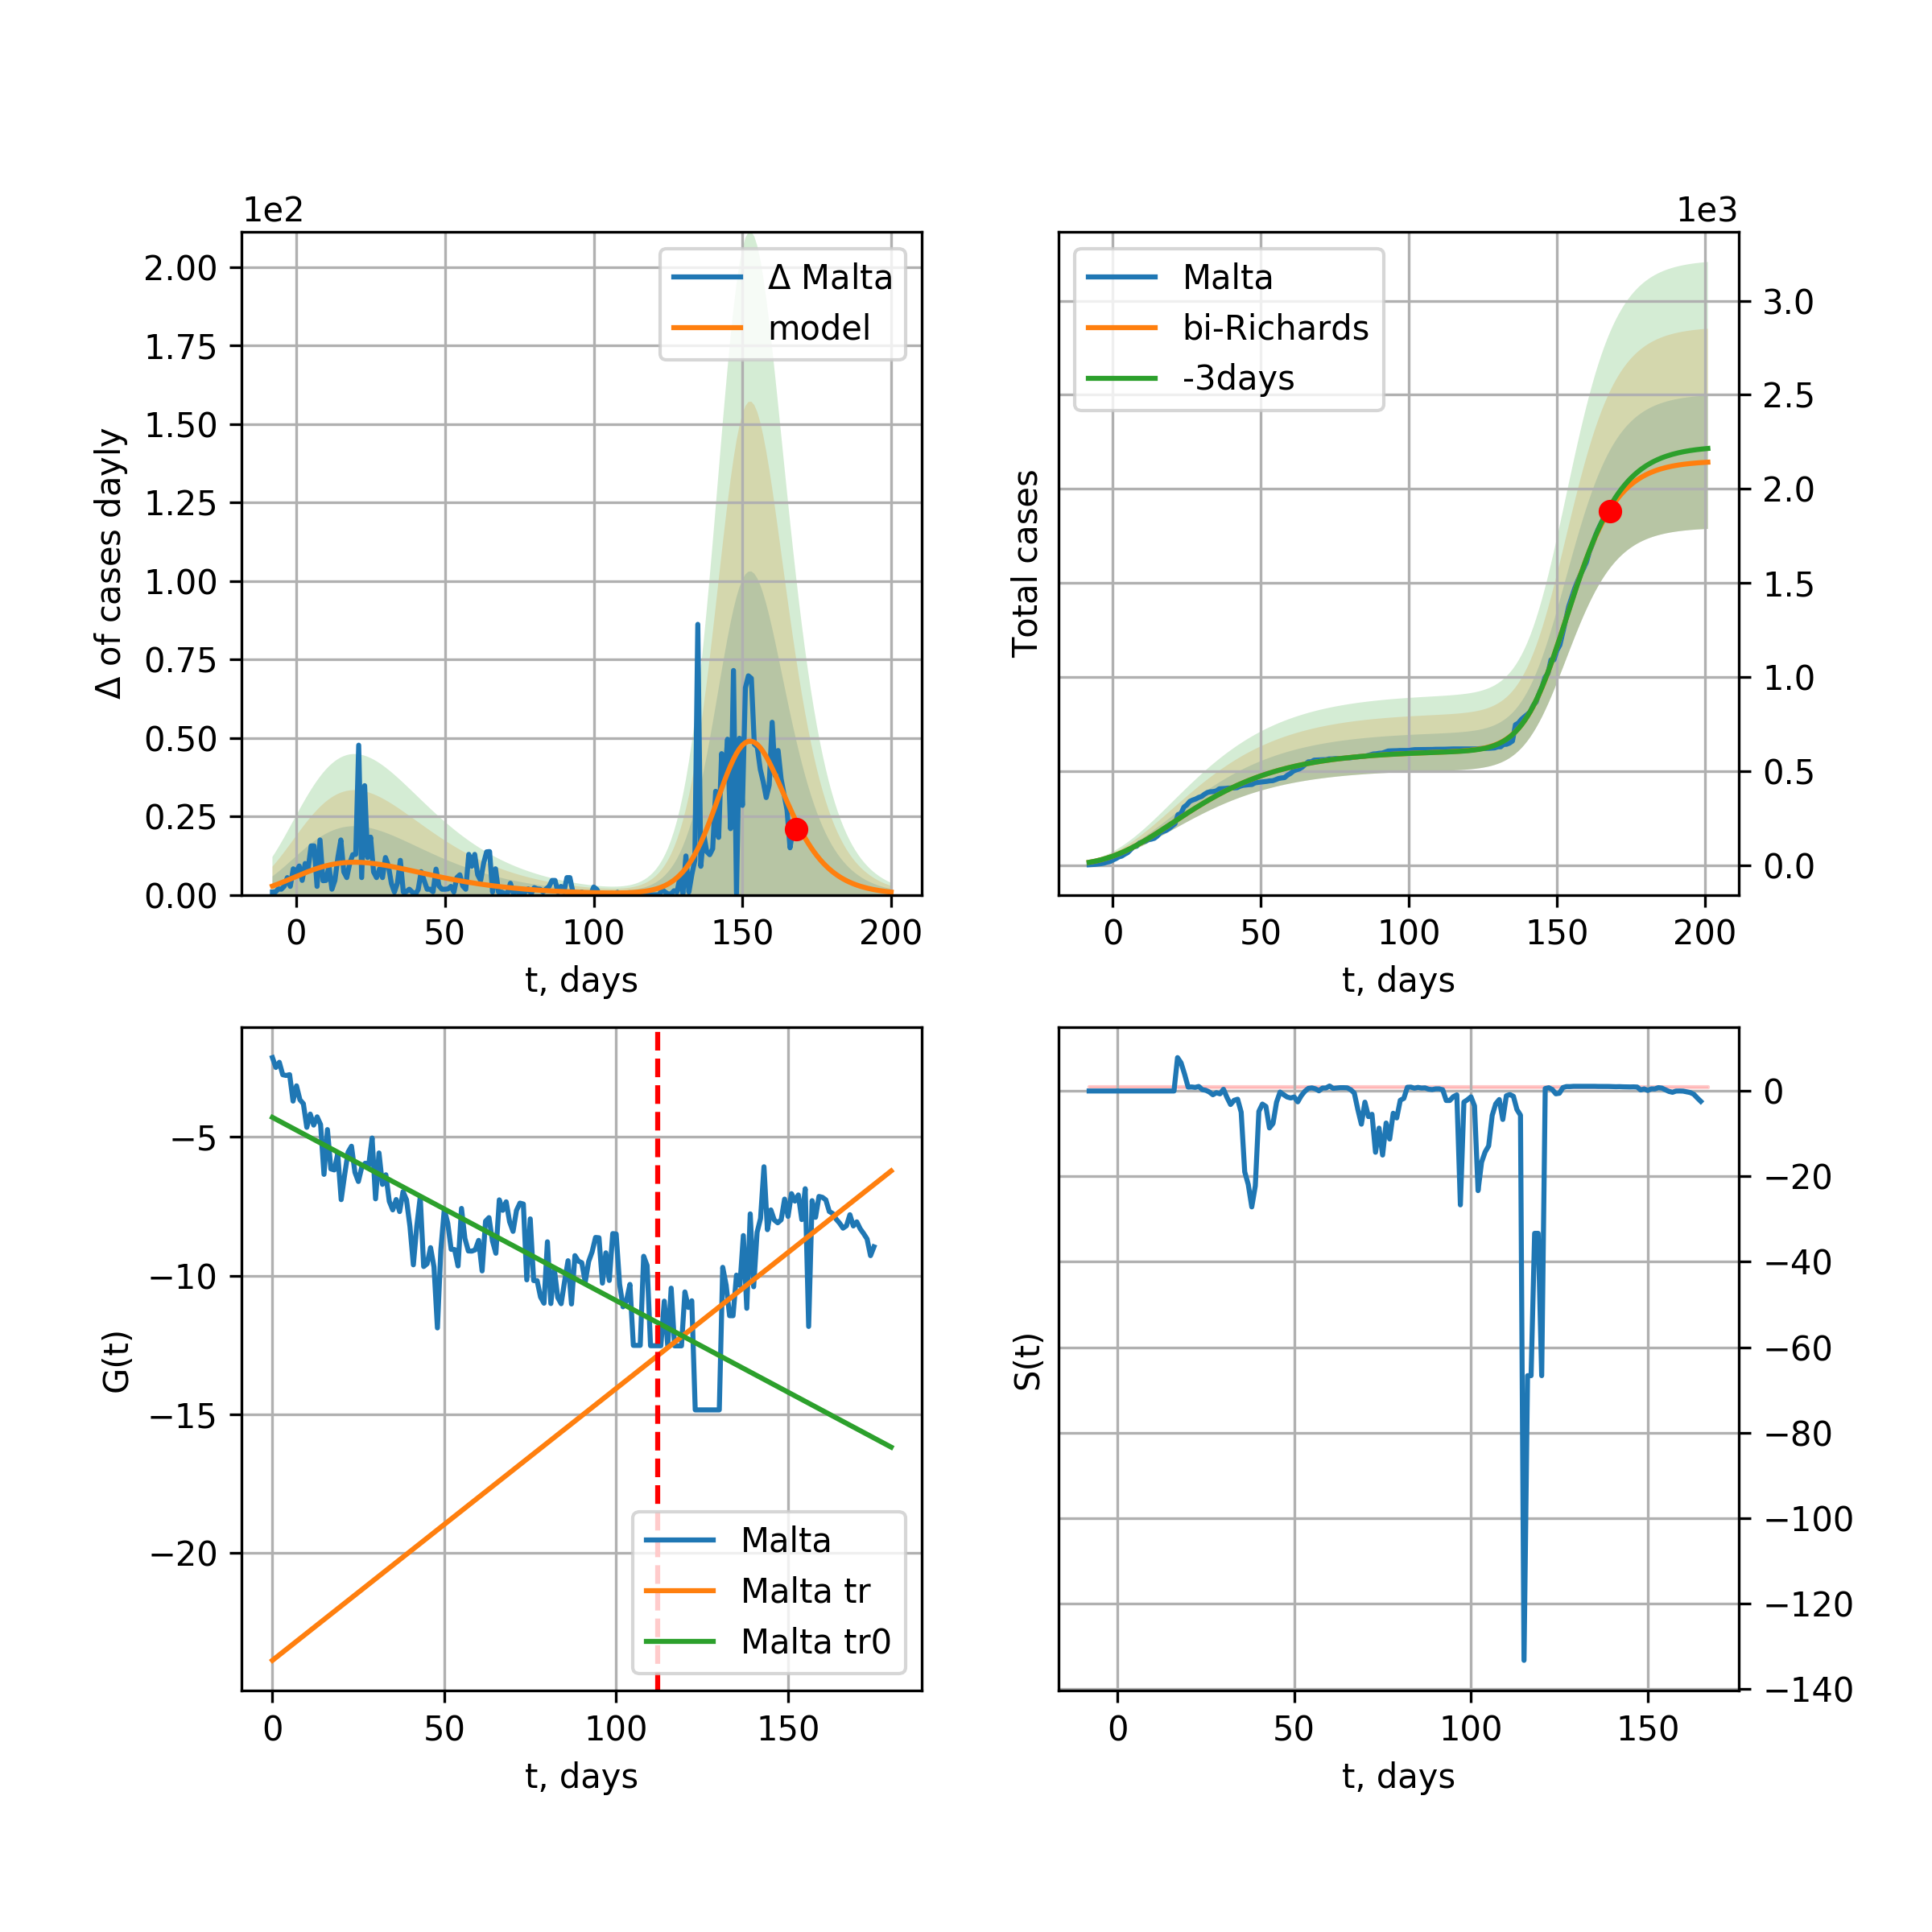 1e2
Δ of cases dayly
2.00
1.75
1.50
1.25
1.00
0.75
0.50
0.25
0.00
0 50 100 150 200
t, days
Δ Malta
model
1e3
Total cases
3.0
2.5
2.0
1.5
1.0
0.5
0.0
0 50 100 150 200
t, days
Malta
bi-Richards
-3days
G(t)
−5
−10
−15
−20
0 50 100 150
t, days
Malta
Malta tr
Malta tr0
S(t)
0
−20
−40
−60
−80
−100
−120
−140
0 50 100 150
t, days